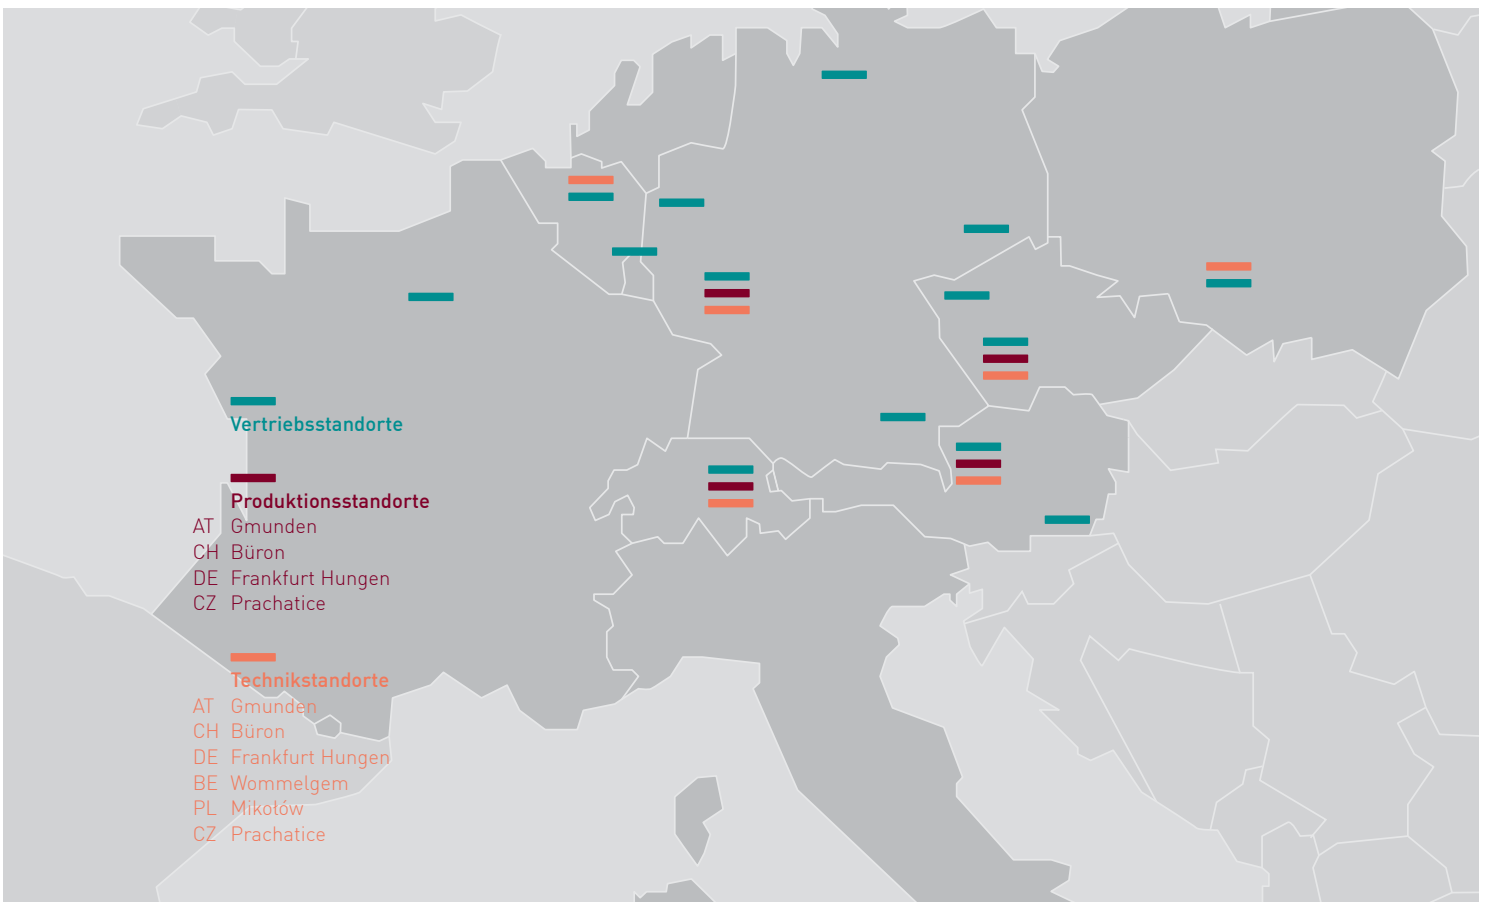 Vertriebsstandorte
Produktionsstandorte
AT Gmunden
CH Büron
DE Frankfurt Hungen
CZ Prachatice
Technikstandorte
AT Gmunden
CH Büron
DE Frankfurt Hungen
BE Wommelgem
PL Mikołów
CZ Prachatice